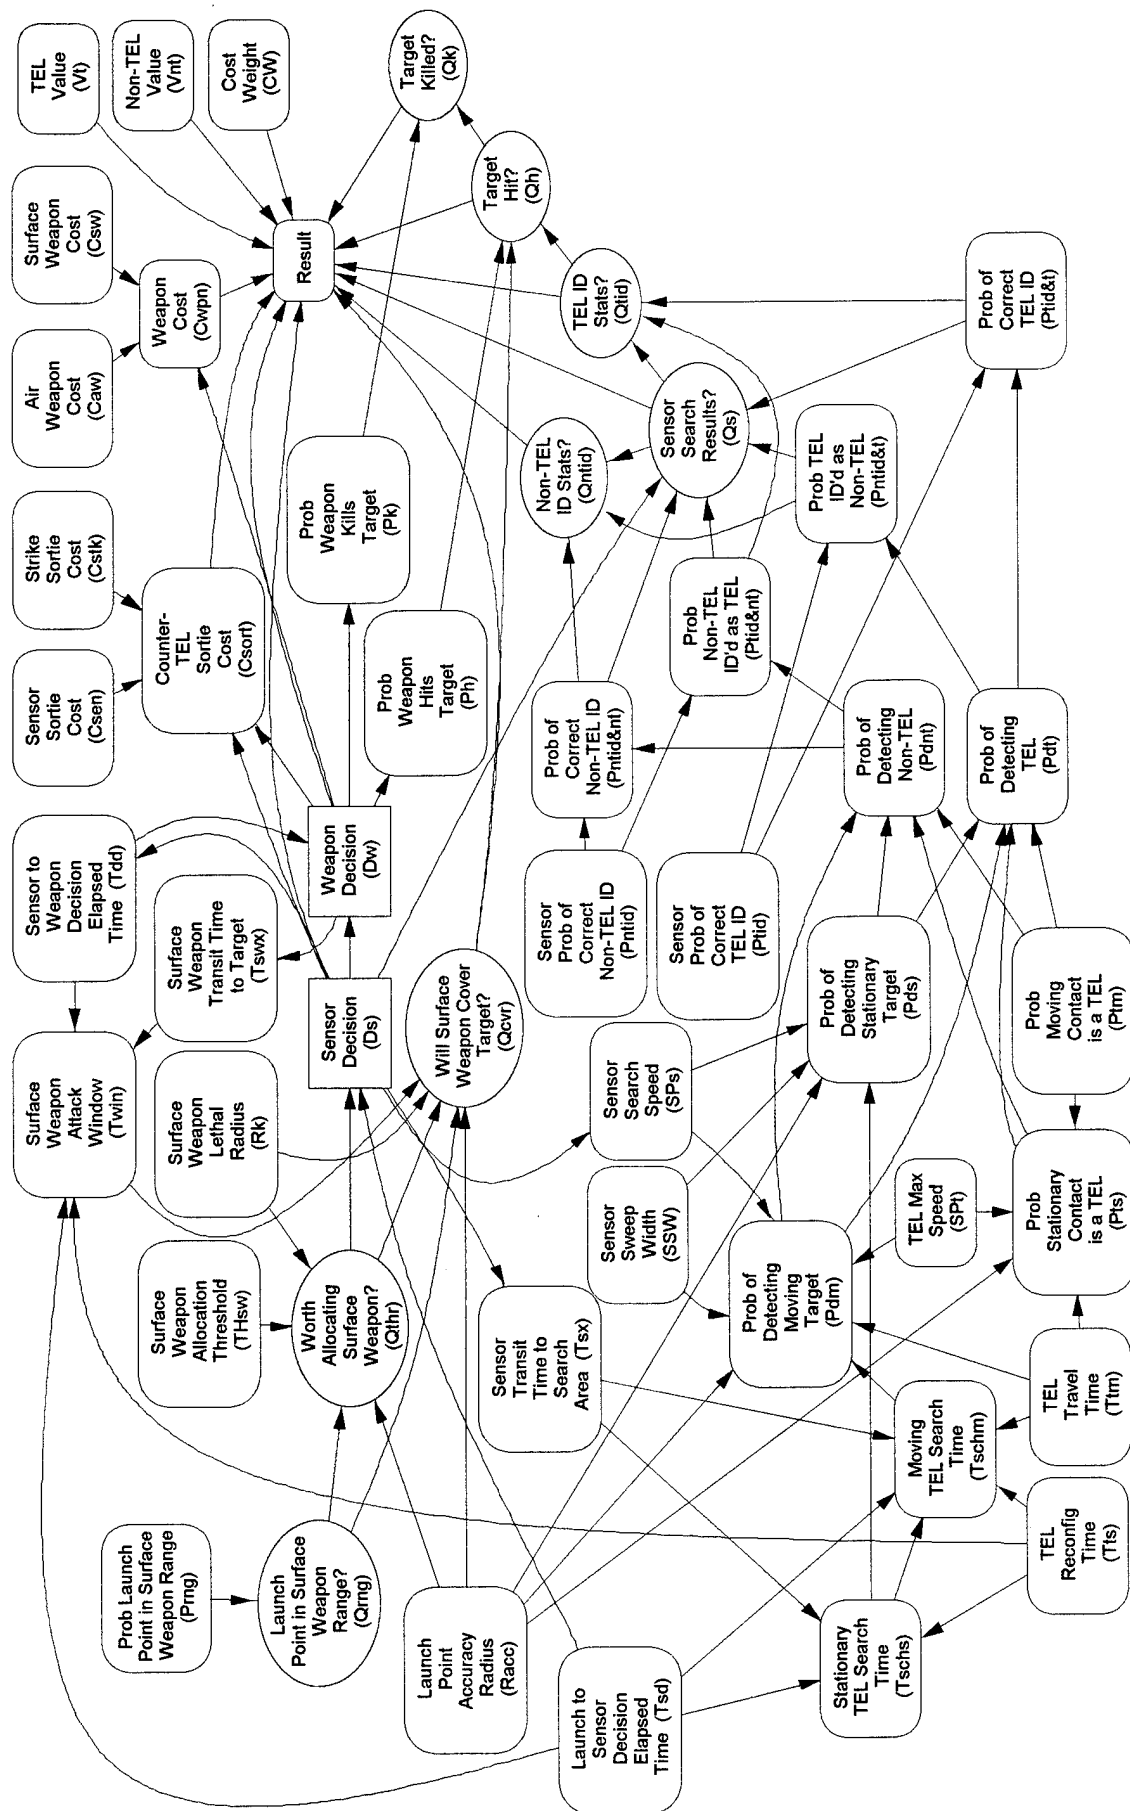 TEL
Value
(Vt)
Non-TEL
Value
(Vnt)
Cost
Weight
(CW)
Target
Killed?
(Qk)
Surface
Weapon
Cost
(Csw)
Air
Weapon
Cost
(Caw)
Weapon
Cost
(Cwpn)
Result
Target
Hit?
(Qh)
TEL ID
Stats?
(Qtid)
Prob of
Correct
TEL ID
(Ptid&t)
Strike
Sortie
Cost
(Cstk)
Sensor
Sortie
Cost
(Csen)
Counter-
TEL
Sortie
Cost
(Csort)
Prob
Weapon
Kills
Target
(Pk)
Prob
Weapon
Hits
Target
(Ph)
Non-TEL
ID Stats?
(Qntid)
Sensor
Search
Results?
(Qs)
Prob TEL
ID'd as
Non-TEL
(Pntid&t)
Prob
Non-TEL
ID'd as TEL
(Ptid&nt)
Prob of
Correct
Non-TEL ID
(Pntid&nt)
Prob of
Detecting
Non-TEL
(Pdnt)
Prob of
Detecting
TEL
(Pdt)
Sensor to
Weapon
Decision
Elapsed
Time (Tdd)
Surface
Weapon
Transit Time
to Target
(Tswx)
Weapon
Decision
(Dw)
Sensor
Decision
(Ds)
Will Surface
Weapon Cover
Target?
(Qcvr)
Sensor
Prob of
Correct
Non-TEL ID
(Pntid)
Sensor
Prob of
Correct
TEL ID
(Ptid)
Prob of
Detecting
Stationary
Target
(Pds)
Prob
Moving
Contact
is a TEL
(Ptm)
Surface
Weapon
Attack
Window
(Twin)
Surface
Weapon
Lethal
Radius
(Rk)
Sensor
Search
Speed
(SPs)
Sensor
Sweep
Width
(SSW)
TEL Max
Speed
(SPt)
Prob
Stationary
Contact
is a TEL
(Pts)
Surface
Weapon
Allocation
Threshold
(THsw)
Worth
Allocating
Surface
Weapon?
(Qthr)
Sensor
Transit
Time to
Search
Area (Tsx)
Prob of
Detecting
Moving
Target
(Pdm)
Moving
TEL Search
Time
(Tschm)
TEL
Travel
Time
(Ttm)
Prob Launch
Point in Surface
Weapon Range
(Prng)
Launch
Point in Surface
Weapon
Range?
(Qrng)
Launch
Point
Accuracy
Radius
(Racc)
Launch to
Sensor
Decision
Elapsed
Time (Tsd)
Stationary
TEL Search
Time
(Tschs)
TEL
Reconfig
Time
(Tts)